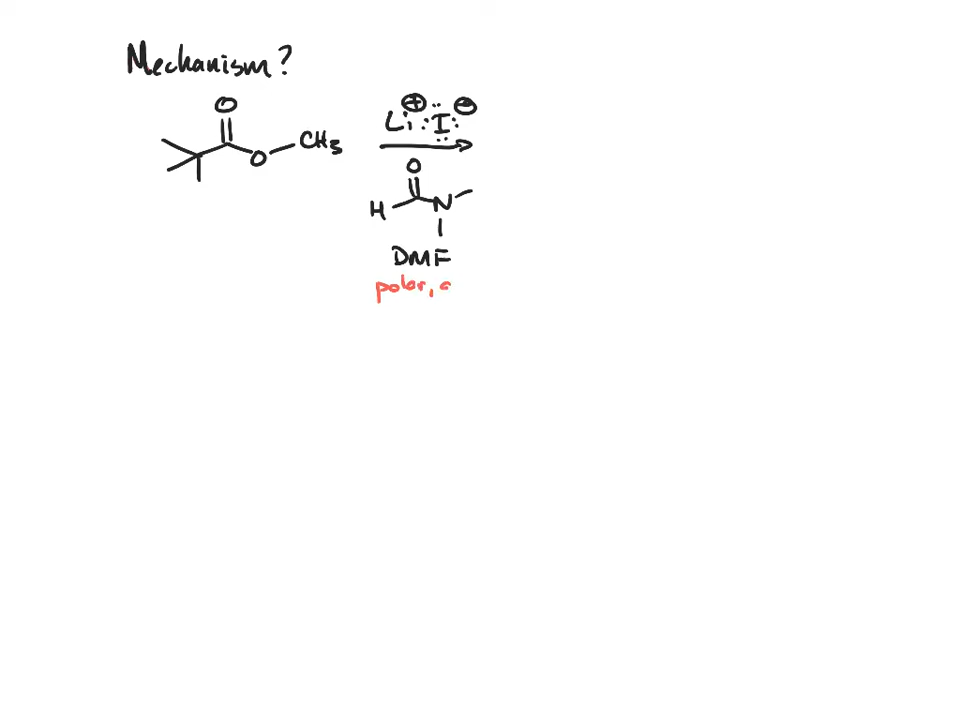 Mechanism?
O
Li ⊕ :I: ⊖
O CH3
O
H N
DMF
polar, a